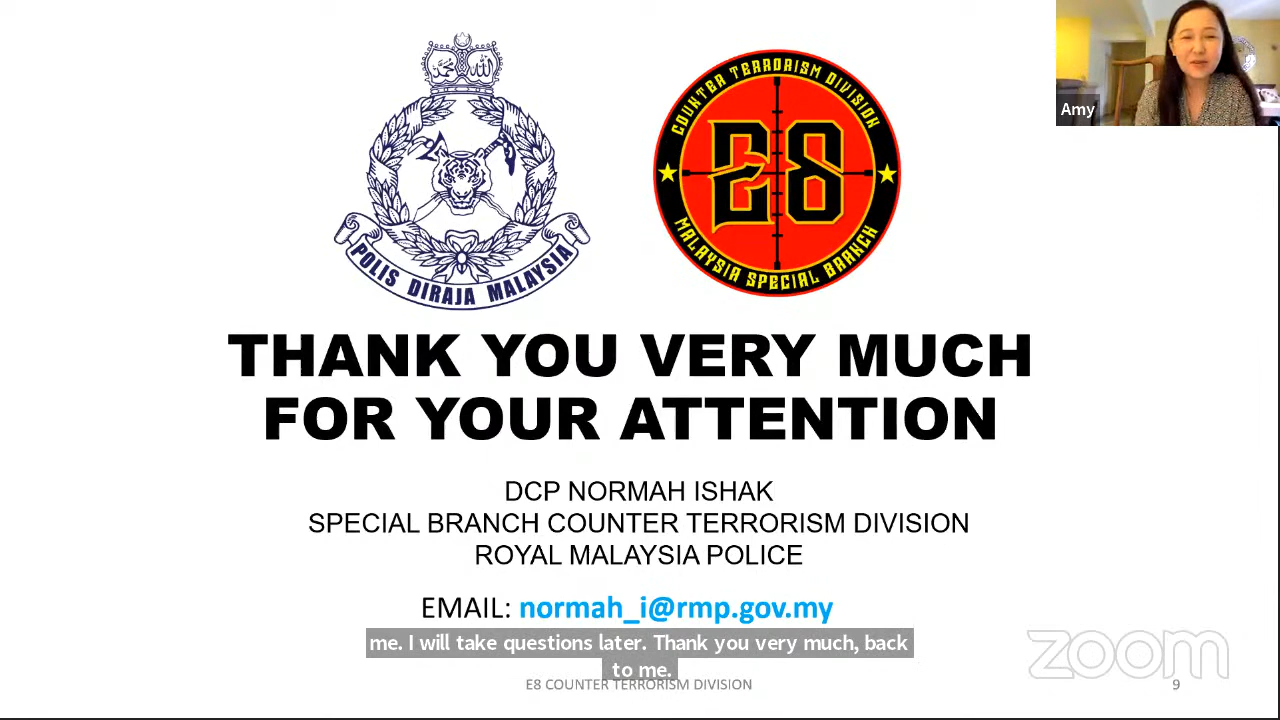 محمد الله
POLIS DIRAJA MALAYSIA
COUNTER TERRORISM DIVISION
E8
MALAYSIA SPECIAL BRANCH
Amy
THANK YOU VERY MUCH
FOR YOUR ATTENTION
DCP NORMAH ISHAK
SPECIAL BRANCH COUNTER TERRORISM DIVISION
ROYAL MALAYSIA POLICE
EMAIL: normah_i@rmp.gov.my
me. I will take questions later. Thank you very much, back
to me.
E8 COUNTER TERRORISM DIVISION
9
zoom